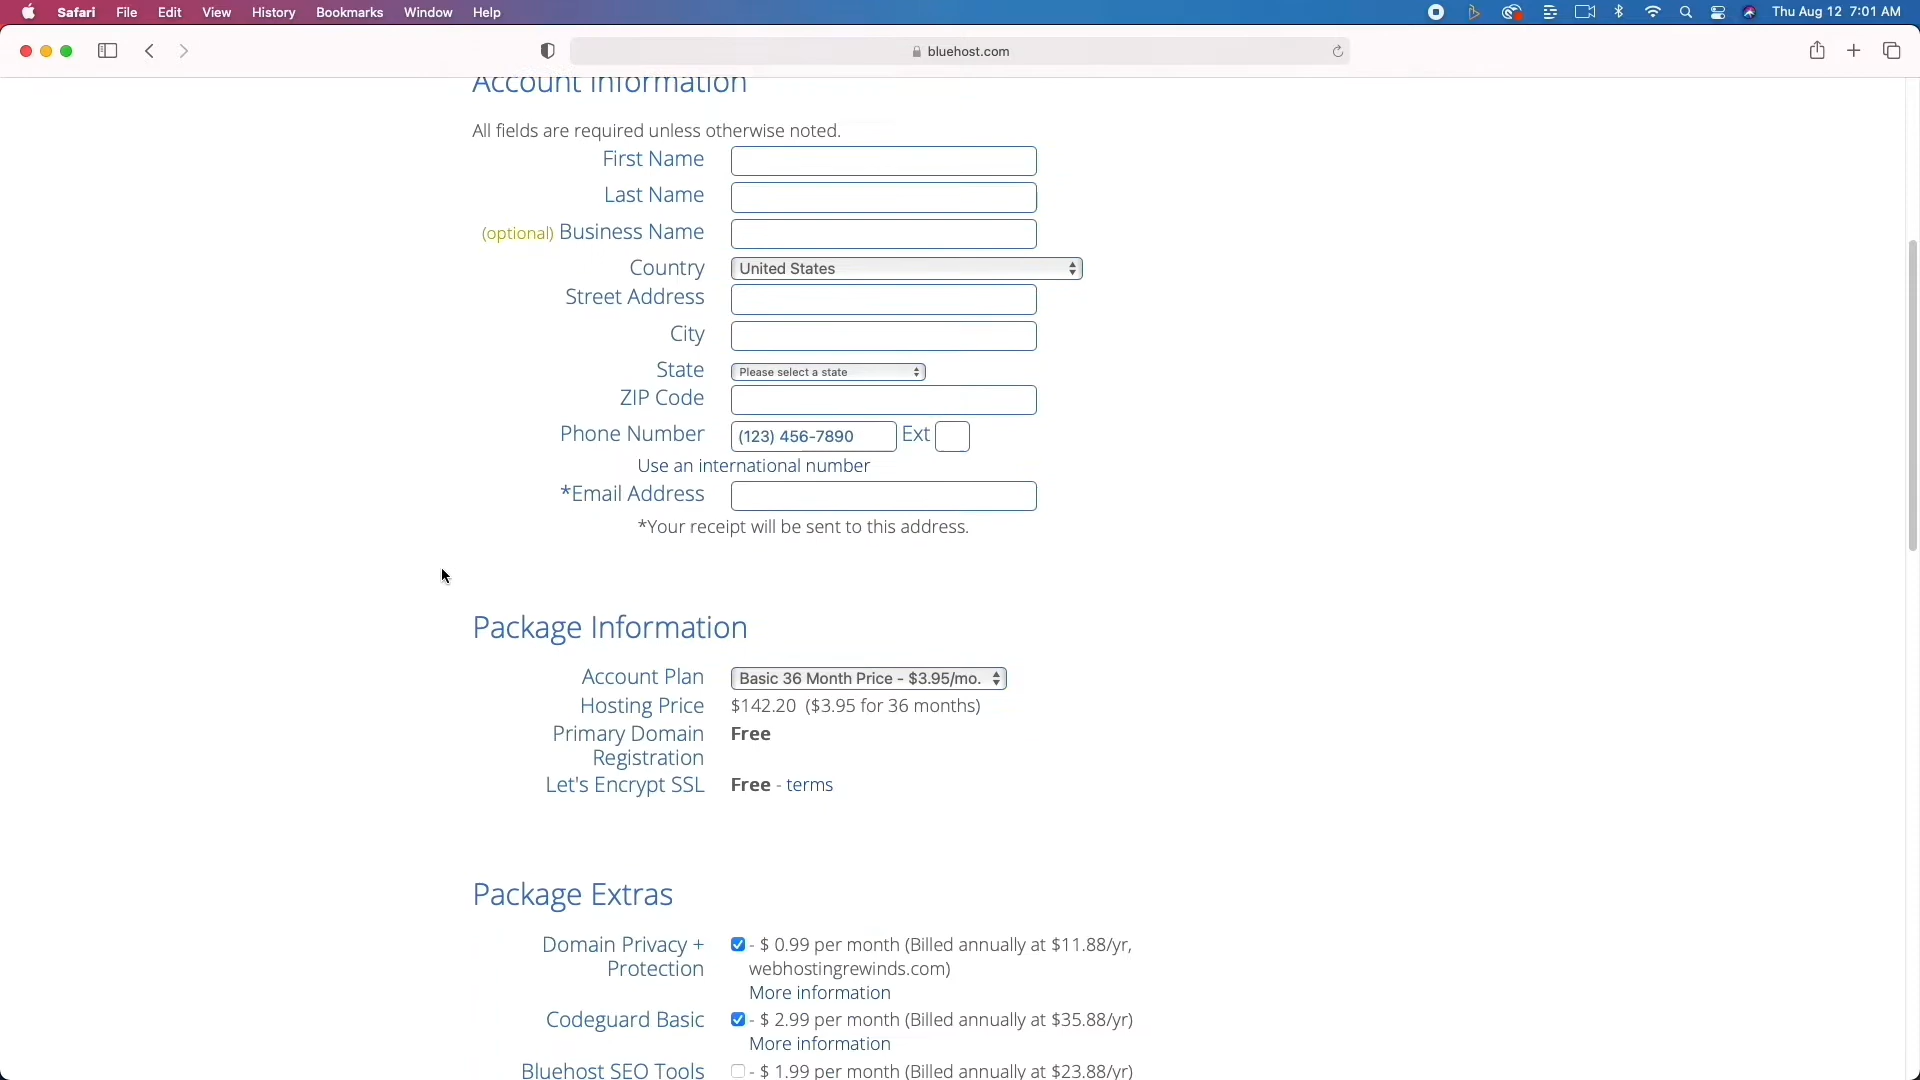 Safari File Edit View History Bookmarks Window Help Thu Aug 12 7:01 AM
bluehost.com
Account Information
All fields are required unless otherwise noted.
First Name
Last Name
(optional) Business Name
Country United States
Street Address
City
State Please select a state
ZIP Code
Phone Number (123) 456-7890 Ext
Use an international number
*Email Address
*Your receipt will be sent to this address.
Package Information
Account Plan Basic 36 Month Price - $3.95/mo.
Hosting Price $142.20 ($3.95 for 36 months)
Primary Domain Free
Registration
Let's Encrypt SSL Free - terms
Package Extras
Domain Privacy + - $ 0.99 per month (Billed annually at $11.88/yr,
Protection webhostingrewinds.com)
More information
Codeguard Basic - $ 2.99 per month (Billed annually at $35.88/yr)
More information
Bluehost SEO Tools - $ 1.99 per month (Billed annually at $23.88/yr)